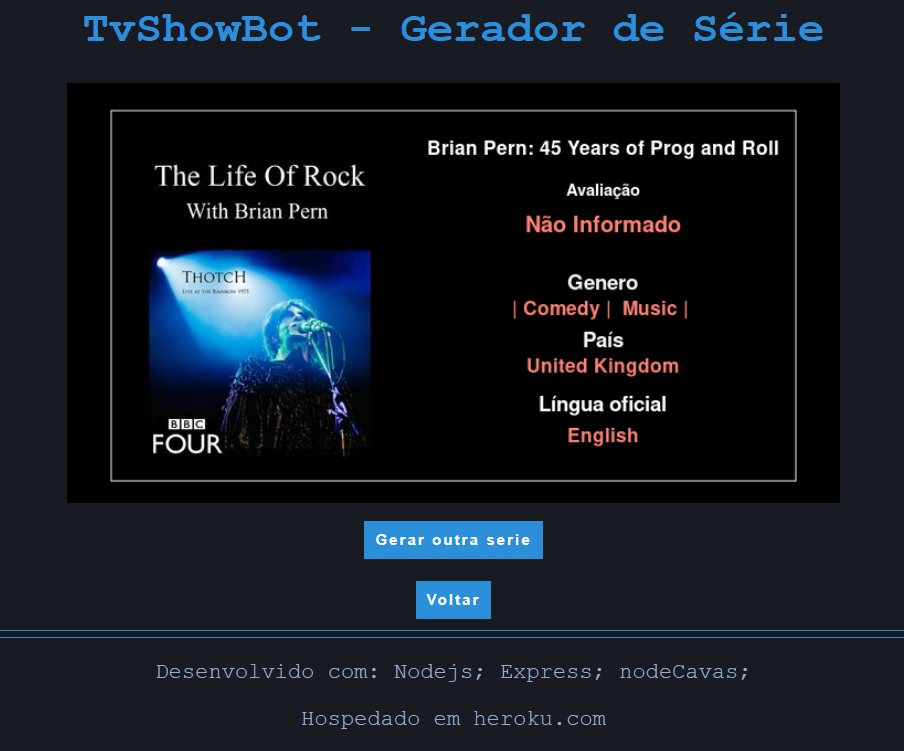 TvShowBot - Gerador de Série
The Life Of Rock
With Brian Pern
THOTCH
LIVE AT THE RAINBOW 1975
BBC
FOUR
Brian Pern: 45 Years of Prog and Roll
Avaliação
Não Informado
Genero
| Comedy | Music |
País
United Kingdom
Língua oficial
English
Gerar outra serie
Voltar
Desenvolvido com: Nodejs; Express; nodeCavas;
Hospedado em heroku.com